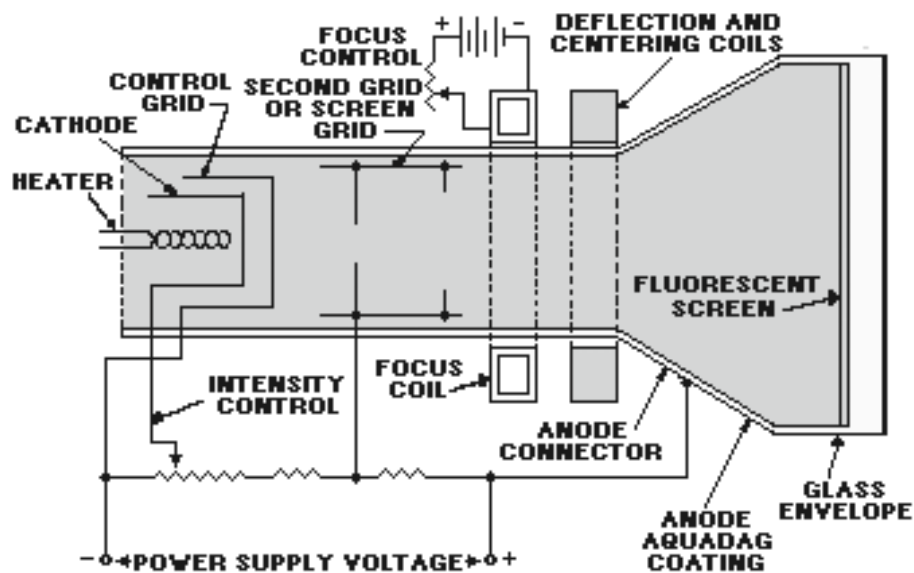 DEFLECTION AND
CENTERING COILS
+ -
FOCUS
CONTROL
SECOND GRID
OR SCREEN
GRID
CONTROL
GRID
CATHODE
HEATER
FLUORESCENT
SCREEN
FOCUS
COIL
INTENSITY
CONTROL
ANODE
CONNECTOR
GLASS
ENVELOPE
ANODE
AQUADAG
COATING
- POWER SUPPLY VOLTAGE +